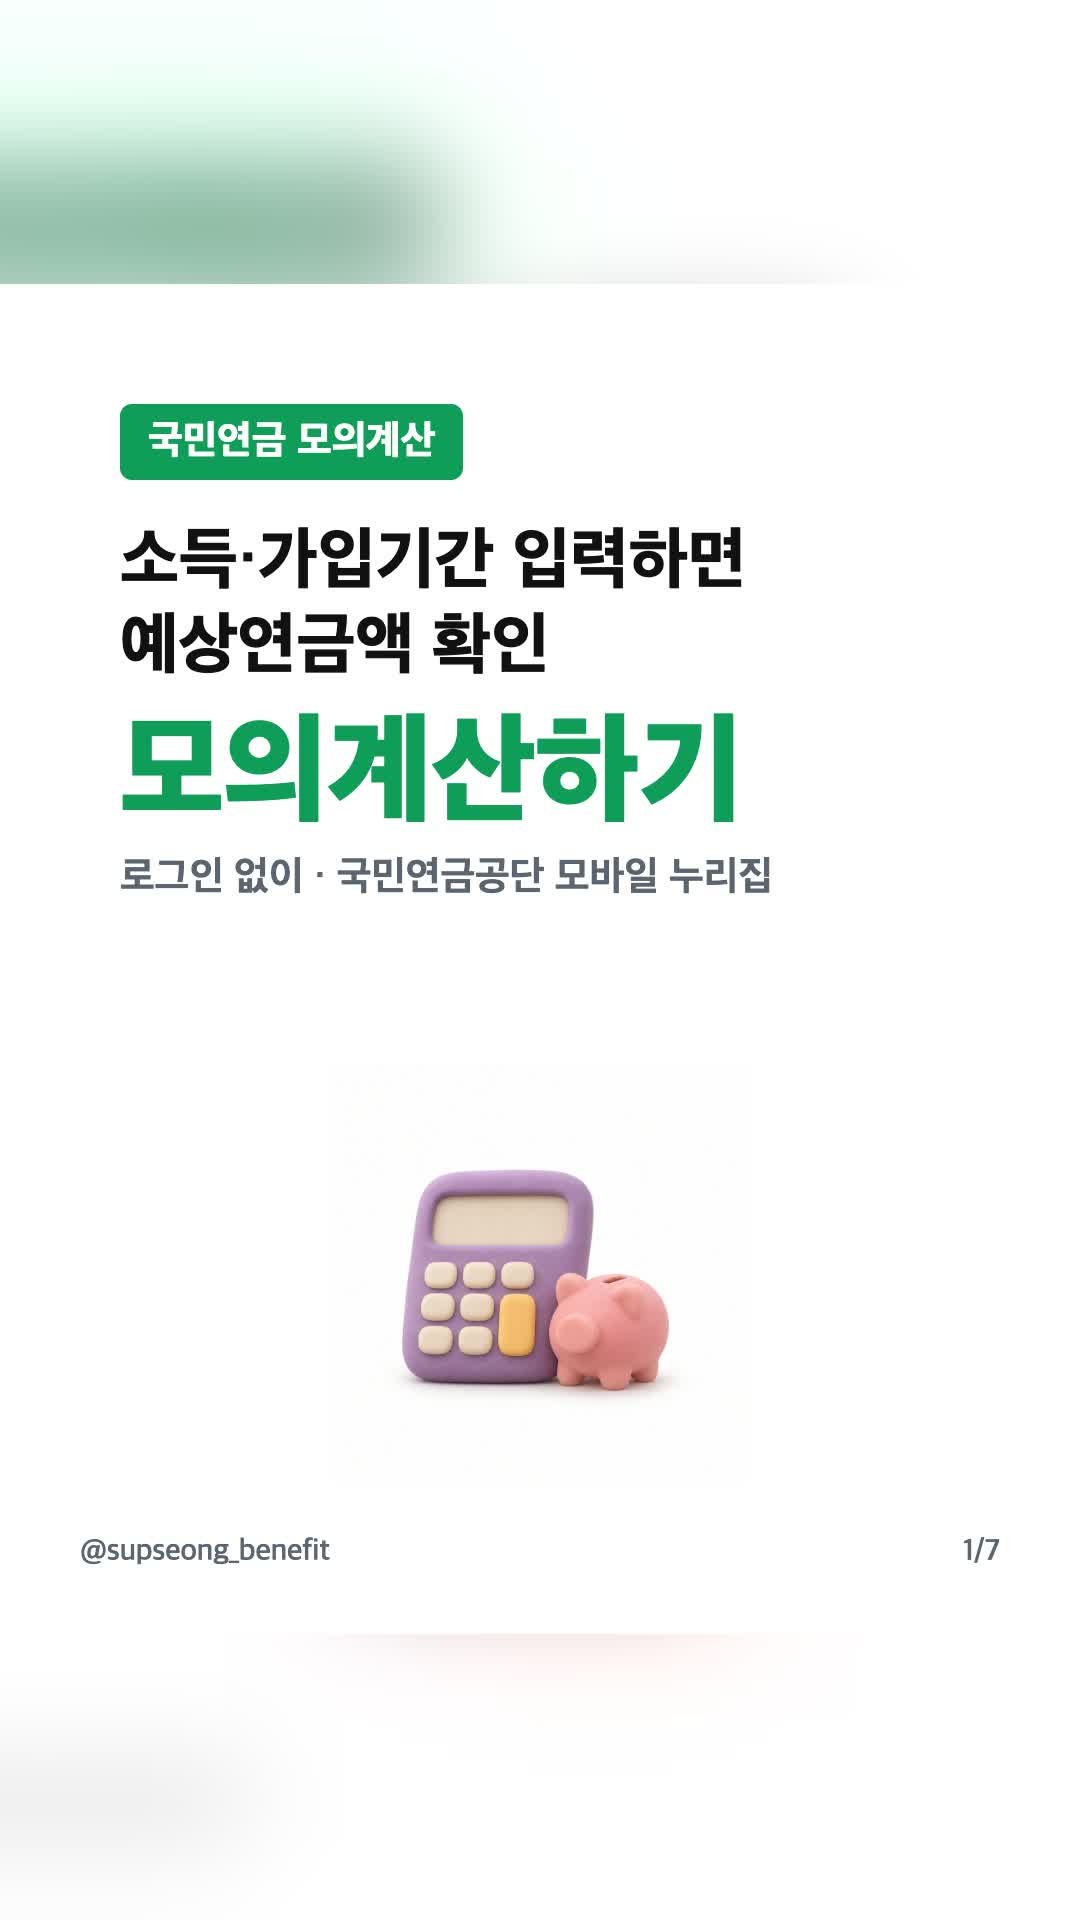 국민연금 모의계산
소득·가입기간 입력하면
예상연금액 확인
모의계산하기
로그인 없이 · 국민연금공단 모바일 누리집
@supseong_benefit
1/7